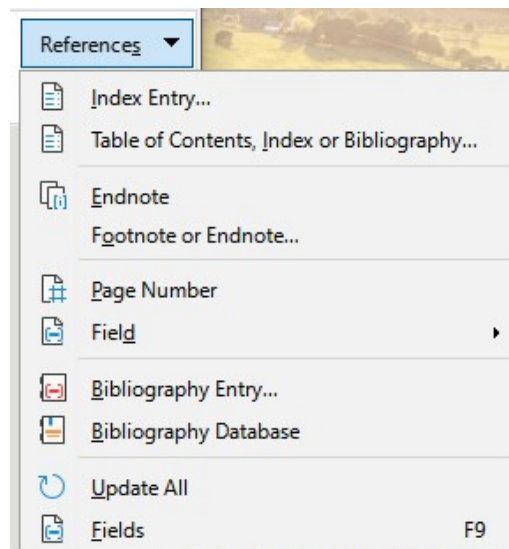 References
Index Entry...
Table of Contents, Index or Bibliography...
Endnote
Footnote or Endnote...
Page Number
Field
Bibliography Entry...
Bibliography Database
Update All
Fields F9